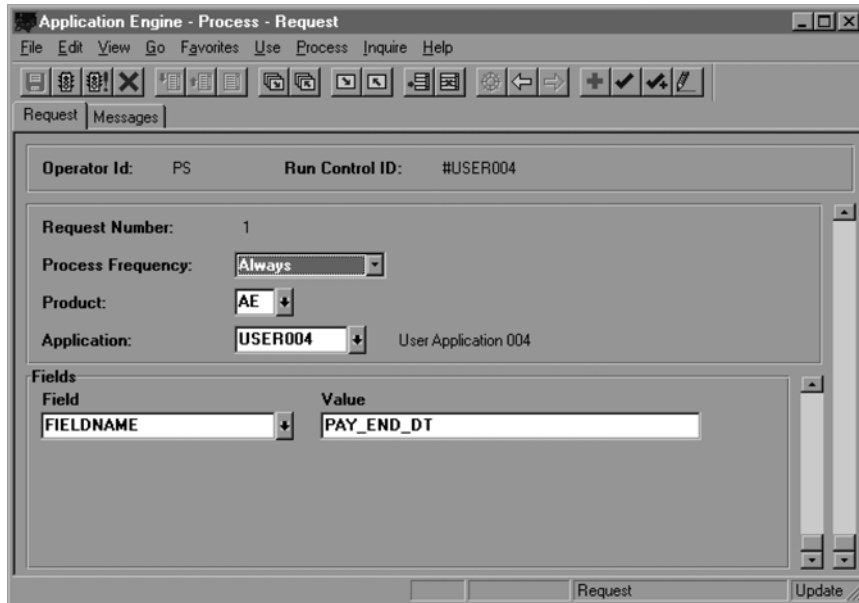 Application Engine - Process - Request
File Edit View Go Favorites Use Process Inquire Help
Request Messages
Operator Id: PS Run Control ID: #USER004
Request Number: 1
Process Frequency: Always
Product: AE
Application: USER004 User Application 004
Fields
Field Value
FIELDNAME PAY_END_DT
Request Update